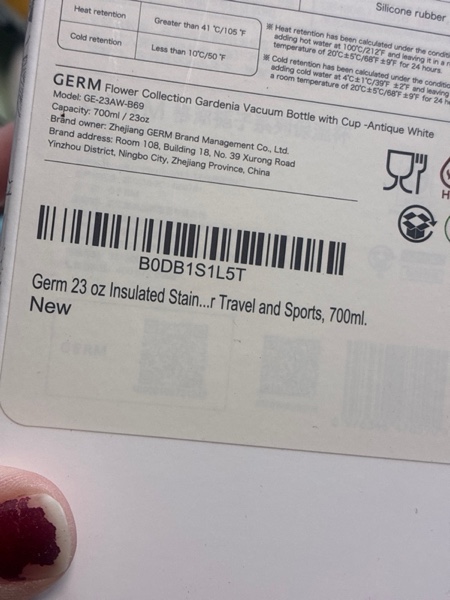 Silicone rubber
Heat retention
Greater than 41 ℃/105 ℉
Cold retention
Less than 10℃/50 ℉
※ Heat retention has been calculated under the
adding hot water at 100℃/212℉ and leaving it in a
temperature of 20℃±5℃/68℉ ±9℉ for 24 hours.
※ Cold retention has been calculated under the
adding cold water at 4℃±1℃/39℉ ±2℉ and leaving
a room temperature of 20℃±5℃/68℉ ±9℉ for 24
GERM Flower Collection Gardenia Vacuum Bottle with Cup -Antique White
Model: GE-23AW-B69
Capacity: 700ml / 23oz
Brand owner: Zhejiang GERM Brand Management Co., Ltd.
Brand address: Room 108, Building 18, No. 39 Xurong Road
Yinzhou District, Ningbo City, Zhejiang Province, China
B0DB1S1L5T
Germ 23 oz Insulated Stain...r Travel and Sports, 700ml.
New